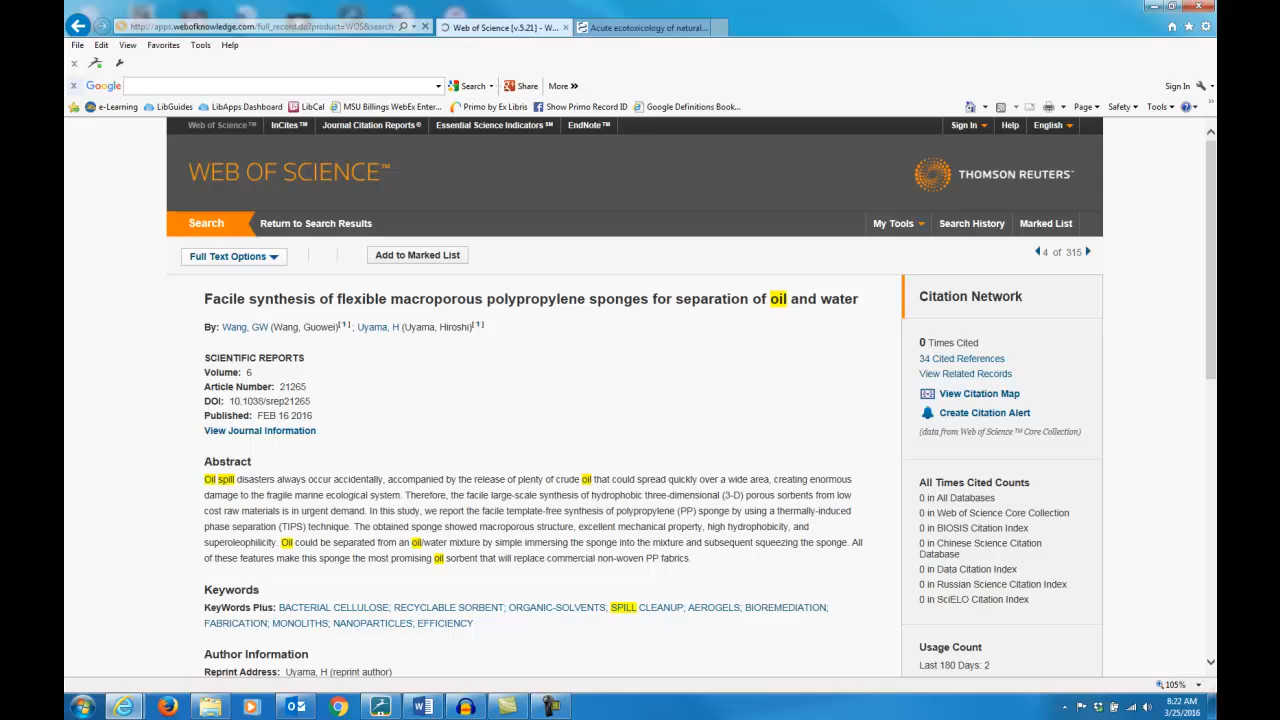 http://apps.webofknowledge.com/full_record.do?product=WOS&search_
Web of Science [v.5.21] - W...
Acute ecotoxicology of natural...
File Edit View Favorites Tools Help
Google Search Share More »
Sign In
e-Learning LibGuides LibApps Dashboard LibCal MSU Billings WebEx Enter... Primo by Ex Libris Show Primo Record ID Google Definitions Book...
Page Safety Tools
Web of Science™ InCites™ Journal Citation Reports® Essential Science Indicators℠ EndNote™
Sign In Help English
WEB OF SCIENCE™
THOMSON REUTERS™
Search Return to Search Results
My Tools Search History Marked List
Full Text Options Add to Marked List
4 of 315
Facile synthesis of flexible macroporous polypropylene sponges for separation of oil and water
By: Wang, GW (Wang, Guowei)[1]; Uyama, H (Uyama, Hiroshi)[1]
SCIENTIFIC REPORTS
Volume: 6
Article Number: 21265
DOI: 10.1038/srep21265
Published: FEB 16 2016
View Journal Information
Abstract
Oil spill disasters always occur accidentally, accompanied by the release of plenty of crude oil that could spread quickly over a wide area, creating enormous
damage to the fragile marine ecological system. Therefore, the facile large-scale synthesis of hydrophobic three-dimensional (3-D) porous sorbents from low
cost raw materials is in urgent demand. In this study, we report the facile template-free synthesis of polypropylene (PP) sponge by using a thermally-induced
phase separation (TIPS) technique. The obtained sponge showed macroporous structure, excellent mechanical property, high hydrophobicity, and
superoleophilicity. Oil could be separated from an oil/water mixture by simple immersing the sponge into the mixture and subsequent squeezing the sponge. All
of these features make this sponge the most promising oil sorbent that will replace commercial non-woven PP fabrics.
Keywords
KeyWords Plus: BACTERIAL CELLULOSE; RECYCLABLE SORBENT; ORGANIC-SOLVENTS; SPILL CLEANUP; AEROGELS; BIOREMEDIATION;
FABRICATION; MONOLITHS; NANOPARTICLES; EFFICIENCY
Author Information
Reprint Address: Uyama, H (reprint author)
Citation Network
0 Times Cited
34 Cited References
View Related Records
View Citation Map
Create Citation Alert
(data from Web of Science™ Core Collection)
All Times Cited Counts
0 in All Databases
0 in Web of Science Core Collection
0 in BIOSIS Citation Index
0 in Chinese Science Citation
Database
0 in Data Citation Index
0 in Russian Science Citation Index
0 in SciELO Citation Index
Usage Count
Last 180 Days: 2
105%
8:22 AM
3/25/2016